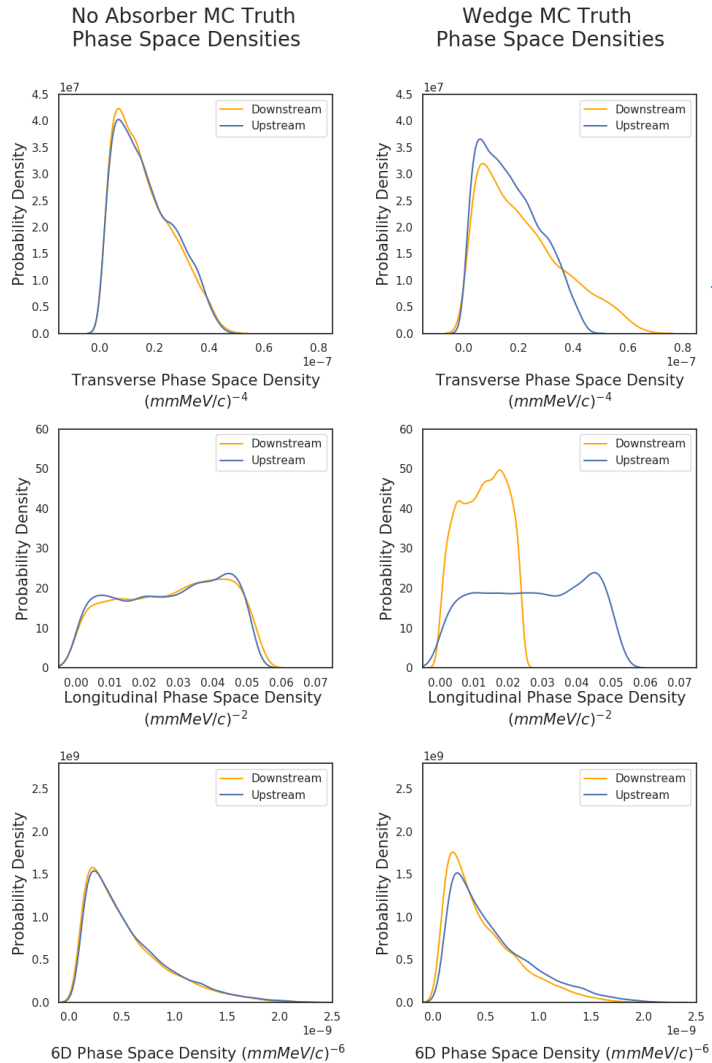 No Absorber MC Truth
Phase Space Densities
Wedge MC Truth
Phase Space Densities
1e7
4.5
4.0
3.5
3.0
2.5
2.0
1.5
1.0
0.5
0.0
Probability Density
Downstream
Upstream
0.0 0.2 0.4 0.6 0.8
1e−7
Transverse Phase Space Density
(mmMeV/c)⁻⁴
1e7
4.5
4.0
3.5
3.0
2.5
2.0
1.5
1.0
0.5
0.0
Probability Density
Downstream
Upstream
0.0 0.2 0.4 0.6 0.8
1e−7
Transverse Phase Space Density
(mmMeV/c)⁻⁴
60
50
40
30
20
10
0
Probability Density
Downstream
Upstream
0.00 0.01 0.02 0.03 0.04 0.05 0.06 0.07
Longitudinal Phase Space Density
(mmMeV/c)⁻²
60
50
40
30
20
10
0
Probability Density
Downstream
Upstream
0.00 0.01 0.02 0.03 0.04 0.05 0.06 0.07
Longitudinal Phase Space Density
(mmMeV/c)⁻²
1e9
2.5
2.0
1.5
1.0
0.5
0.0
Probability Density
Downstream
Upstream
0.0 0.5 1.0 1.5 2.0 2.5
1e−9
6D Phase Space Density (mmMeV/c)⁻⁶
1e9
2.5
2.0
1.5
1.0
0.5
0.0
Probability Density
Downstream
Upstream
0.0 0.5 1.0 1.5 2.0 2.5
1e−9
6D Phase Space Density (mmMeV/c)⁻⁶